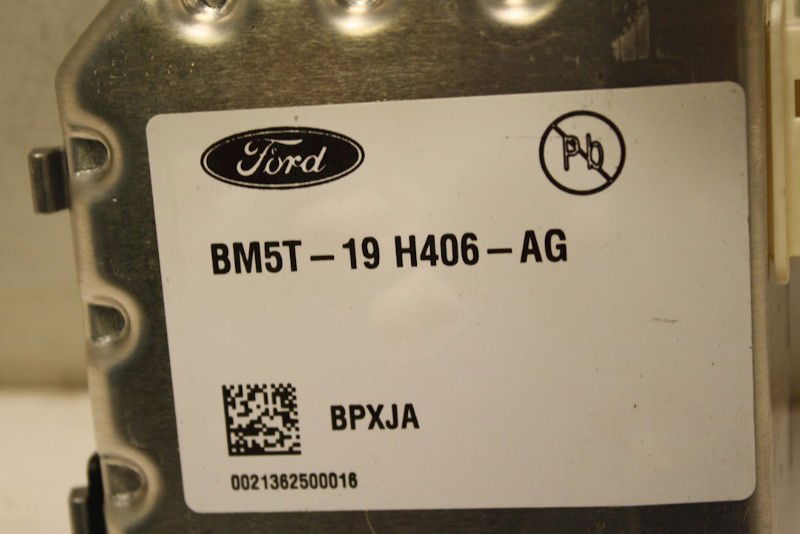 Ford
Pb
BM5T-19 H406-AG
BPXJA
0021362500016